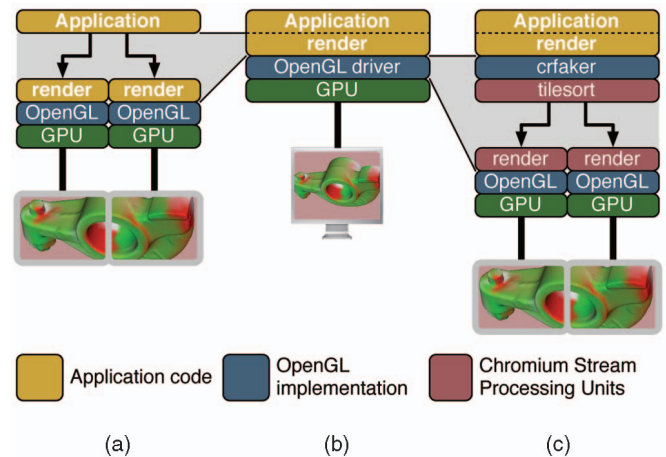 Application
render
render
OpenGL
OpenGL
GPU
GPU
Application
render
OpenGL driver
GPU
Application
render
crfaker
tilesort
render
render
OpenGL
OpenGL
GPU
GPU
Application code
OpenGL
implementation
Chromium Stream
Processing Units
(a)
(b)
(c)